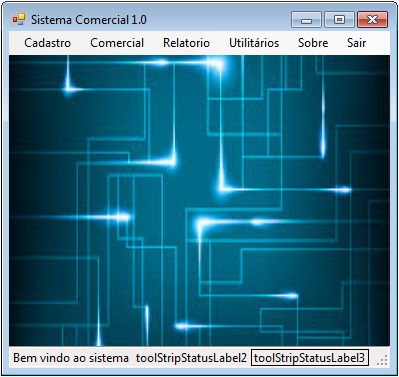 Sistema Comercial 1.0
Cadastro Comercial Relatorio Utilitários Sobre Sair
Bem vindo ao sistema toolStripStatusLabel2 toolStripStatusLabel3